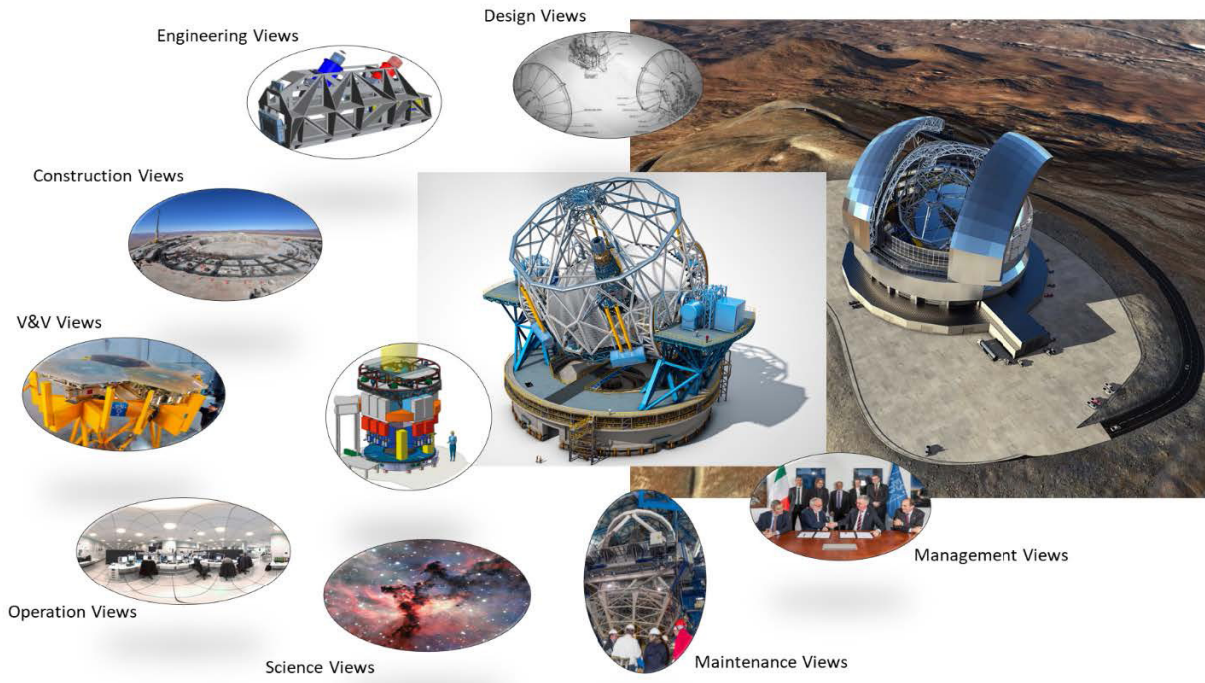 Design Views
Engineering Views
Construction Views
V&V Views
Operation Views
Science Views
Maintenance Views
Management Views